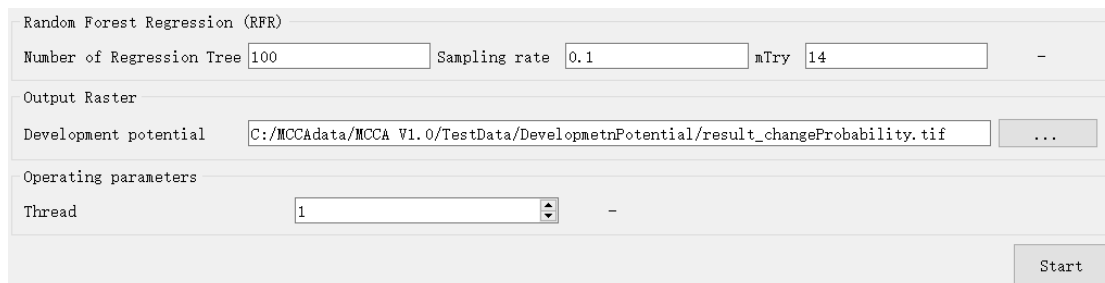 Random Forest Regression (RFR)
Number of Regression Tree 100 Sampling rate 0.1 mTry 14 -
Output Raster
Development potential C:/MCCAdata/MCCA V1.0/TestData/DevelopmetnPotential/result_changeProbability.tif ...
Operating parameters
Thread 1 -
Start